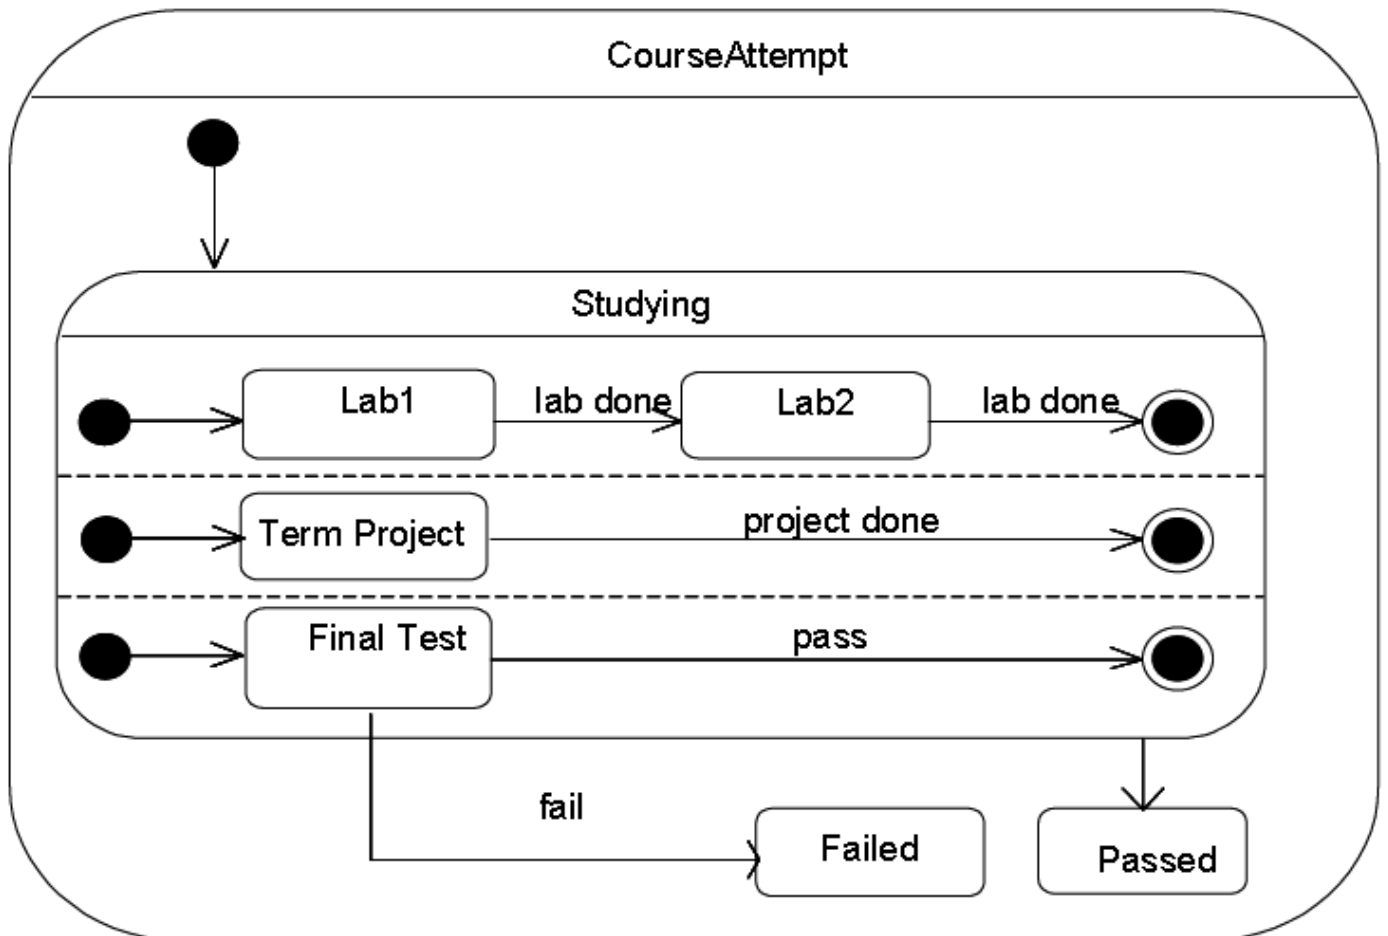 CourseAttempt
Studying
Lab1
lab done
Lab2
lab done
Term Project
project done
Final Test
pass
fail
Failed
Passed